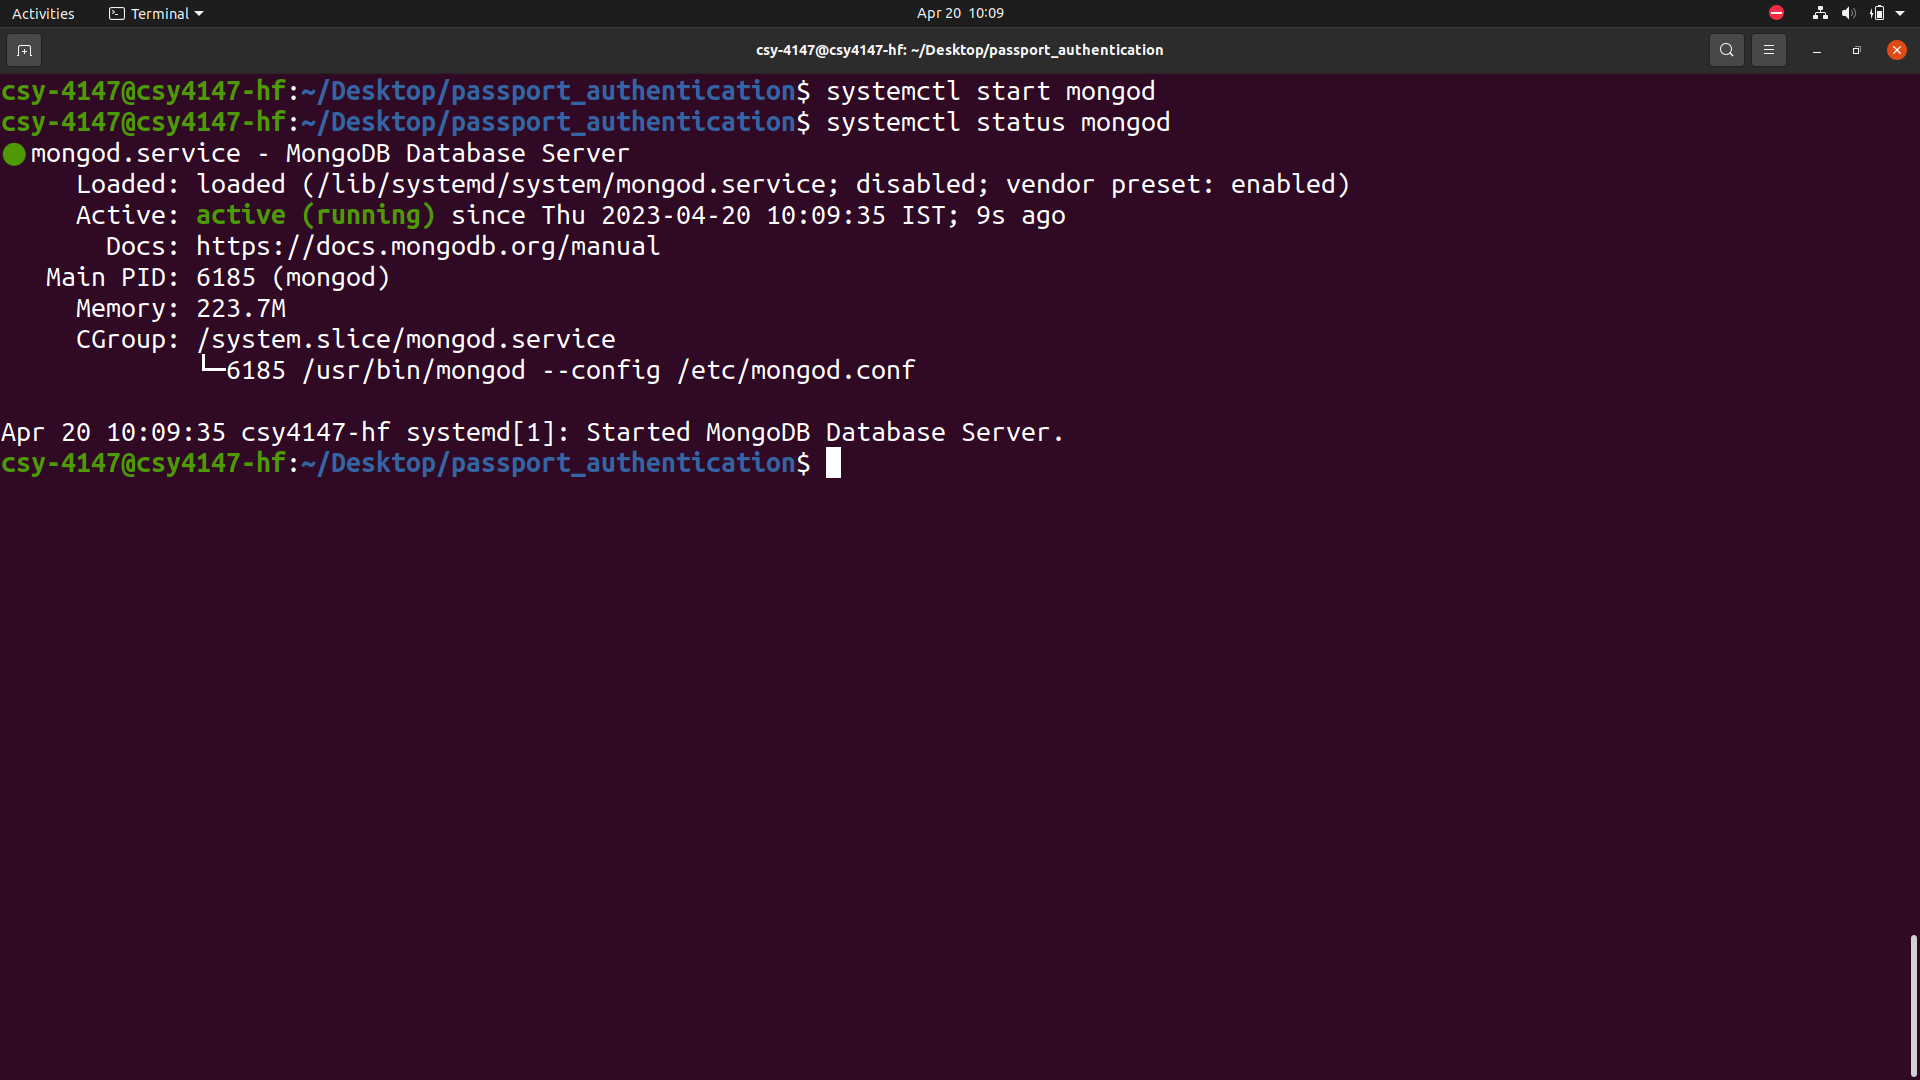 Activities Terminal Apr 20 10:09
csy-4147@csy4147-hf: ~/Desktop/passport_authentication
csy-4147@csy4147-hf:~/Desktop/passport_authentication$ systemctl start mongod
csy-4147@csy4147-hf:~/Desktop/passport_authentication$ systemctl status mongod
● mongod.service - MongoDB Database Server
     Loaded: loaded (/lib/systemd/system/mongod.service; disabled; vendor preset: enabled)
     Active: active (running) since Thu 2023-04-20 10:09:35 IST; 9s ago
       Docs: https://docs.mongodb.org/manual
   Main PID: 6185 (mongod)
     Memory: 223.7M
     CGroup: /system.slice/mongod.service
             └─6185 /usr/bin/mongod --config /etc/mongod.conf
Apr 20 10:09:35 csy4147-hf systemd[1]: Started MongoDB Database Server.
csy-4147@csy4147-hf:~/Desktop/passport_authentication$